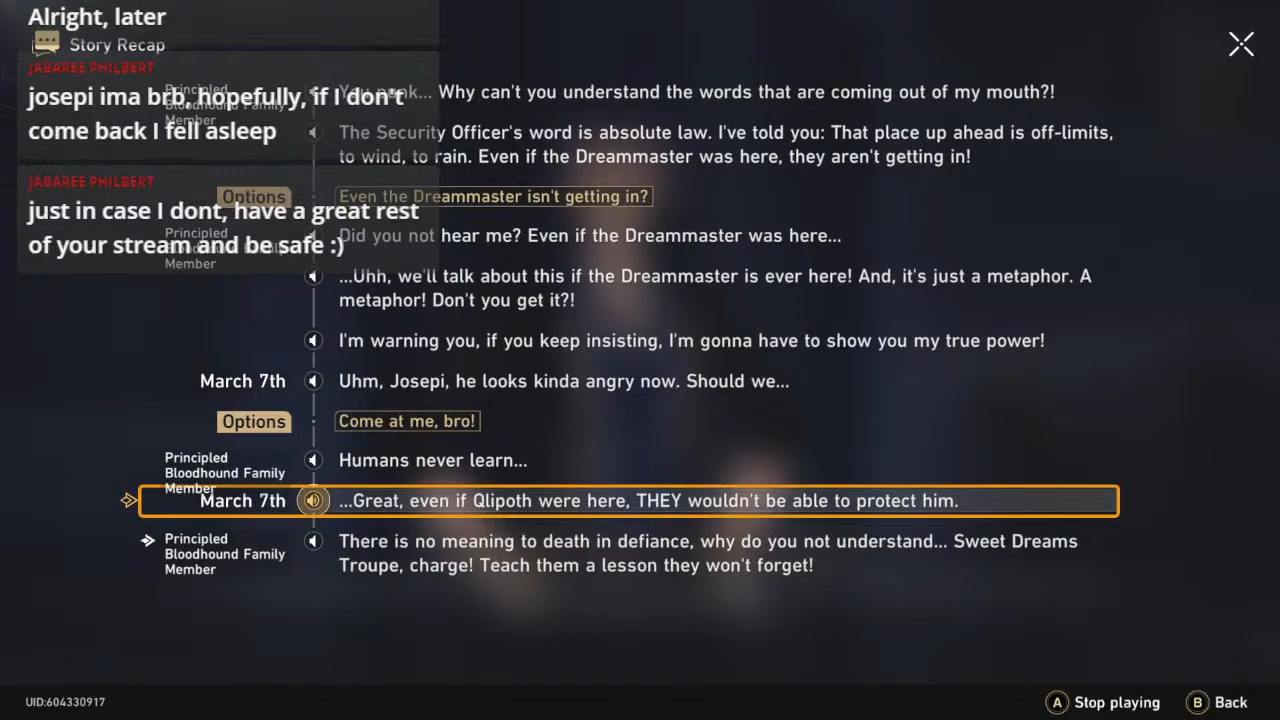 Alright, later
Story Recap
JABAREE PHILBERT
josepi ima brb, hopefully, if I don't
come back I fell asleep
JABAREE PHILBERT
just in case I dont, have a great rest
of your stream and be safe :)
Principled
Bloodhound Family
Member
You punk... Why can't you understand the words that are coming out of my mouth?!
The Security Officer's word is absolute law. I've told you: That place up ahead is off-limits,
to wind, to rain. Even if the Dreammaster was here, they aren't getting in!
Options
Even the Dreammaster isn't getting in?
Principled
Bloodhound Family
Member
Did you not hear me? Even if the Dreammaster was here...
...Uhh, we'll talk about this if the Dreammaster is ever here! And, it's just a metaphor. A
metaphor! Don't you get it?!
I'm warning you, if you keep insisting, I'm gonna have to show you my true power!
March 7th
Uhm, Josepi, he looks kinda angry now. Should we...
Options
Come at me, bro!
Principled
Bloodhound Family
Member
Humans never learn...
March 7th
...Great, even if Qlipoth were here, THEY wouldn't be able to protect him.
Principled
Bloodhound Family
Member
There is no meaning to death in defiance, why do you not understand... Sweet Dreams
Troupe, charge! Teach them a lesson they won't forget!
UID:604330917
A Stop playing
B Back